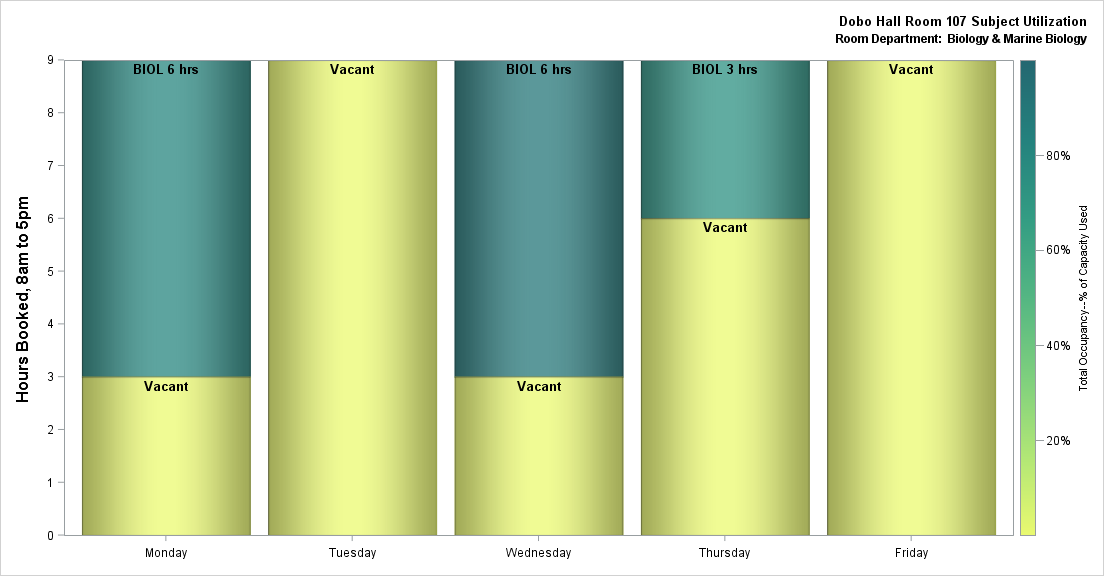 Dobo Hall Room 107 Subject Utilization
Room Department: Biology & Marine Biology
Hours Booked, 8am to 5pm
9
8
7
6
5
4
3
2
1
0
BIOL 6 hrs
Vacant
Vacant
BIOL 6 hrs
Vacant
BIOL 3 hrs
Vacant
Vacant
Monday
Tuesday
Wednesday
Thursday
Friday
80%
60%
40%
20%
Total Occupancy--% of Capacity Used